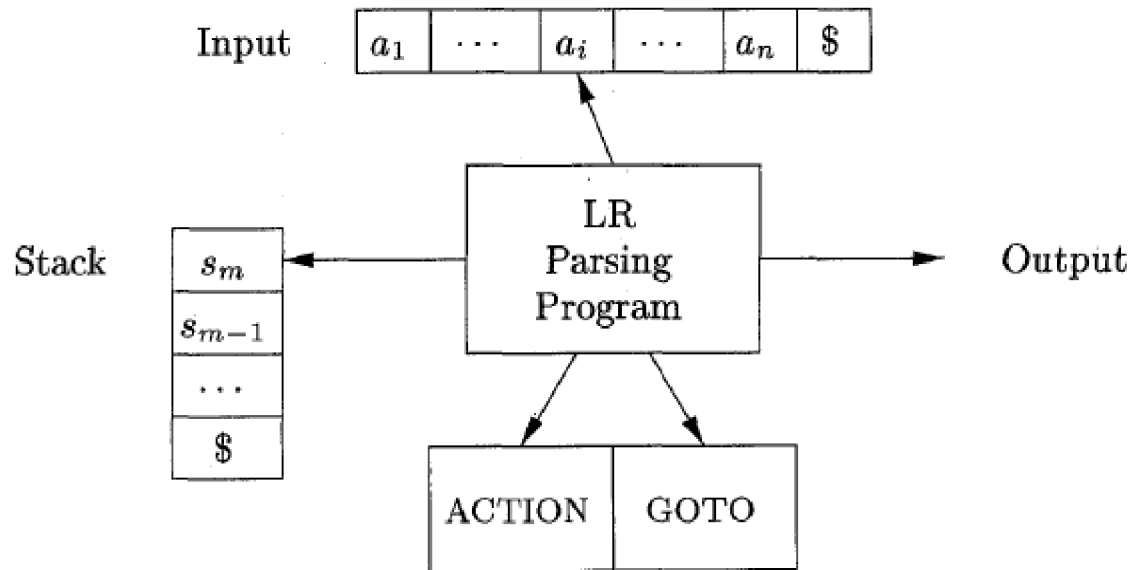 Input a₁ ··· aᵢ ··· aₙ $
LR
Parsing
Program
Stack
sₘ
sₘ₋₁
···
$
Output
ACTION GOTO